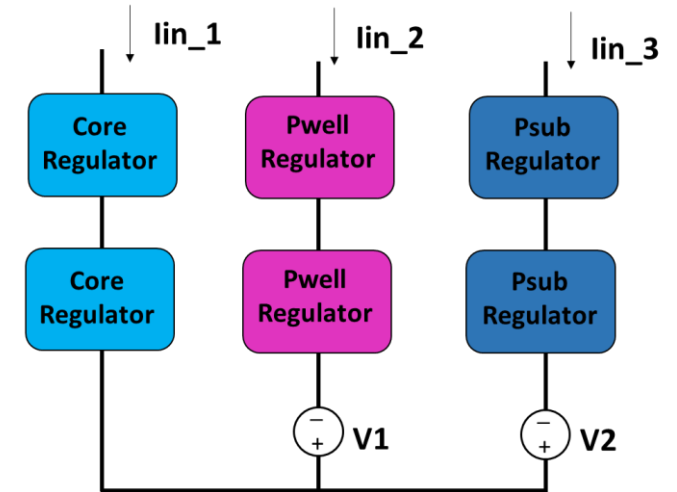 Iin_1
Iin_2
Iin_3
Core
Regulator
Pwell
Regulator
Psub
Regulator
Core
Regulator
Pwell
Regulator
Psub
Regulator
−
+
V1
−
+
V2